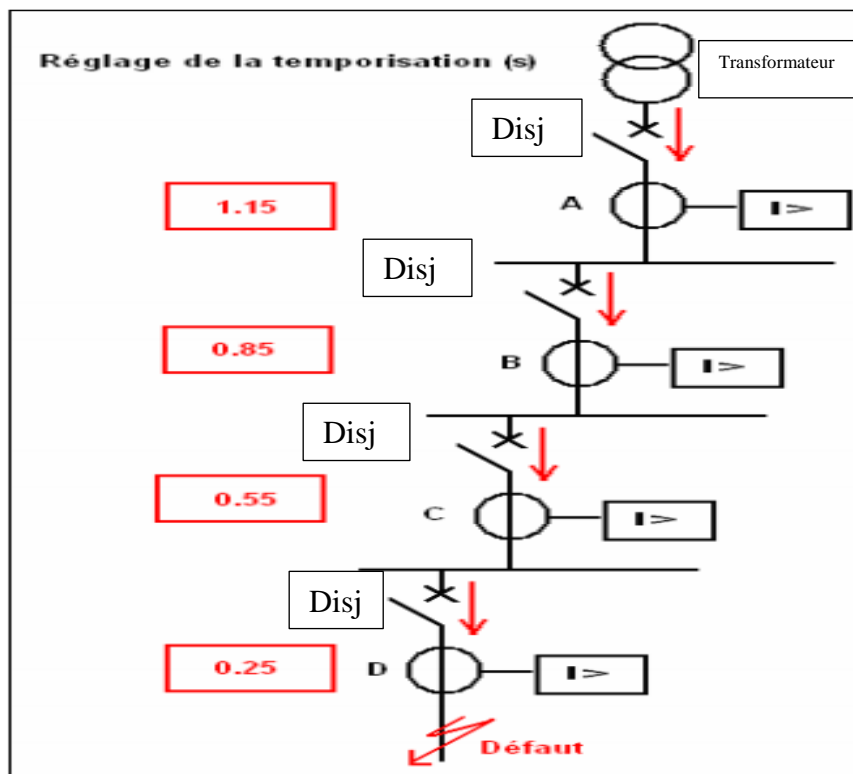 Réglage de la temporisation (s)
Transformateur
Disj
1.15
A
I >
Disj
0.85
B
I >
Disj
0.55
C
I >
Disj
0.25
D
I >
Défaut